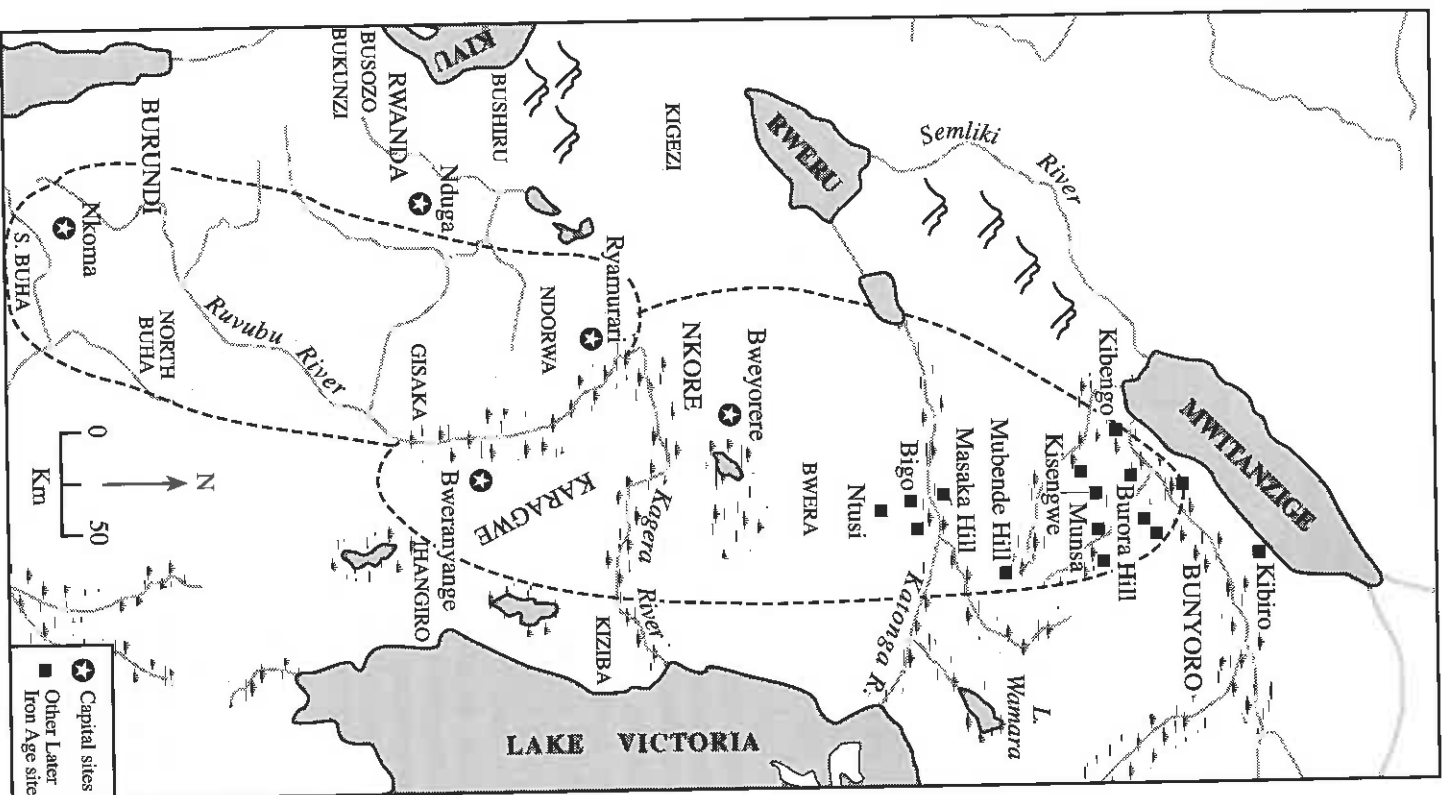 MWITANZIGE
Kibiro
BUNYORO
Semliki
River
Kibengo
Burora Hill
Munsa
Kisengwe
Mubende Hill
Masaka Hill
L.
Wamara
Katonga R.
RWERU
Bigo
Ntusi
BWERA
Bweyorere
NKORE
KIGEZI
Kagera
River
KIZIBA
LAKE VICTORIA
Ryamurari
NDORWA
KARAGWE
Bweranyange
IHANGIRO
GISAKA
BUSHIRU
KIVU
Nduga
RWANDA
BUSOZO
BUKUNZI
Ruvubu River
BURUNDI
NORTH
BUHA
Nkoma
S. BUHA
N
0
50
Km
Capital sites
Other Later
Iron Age site